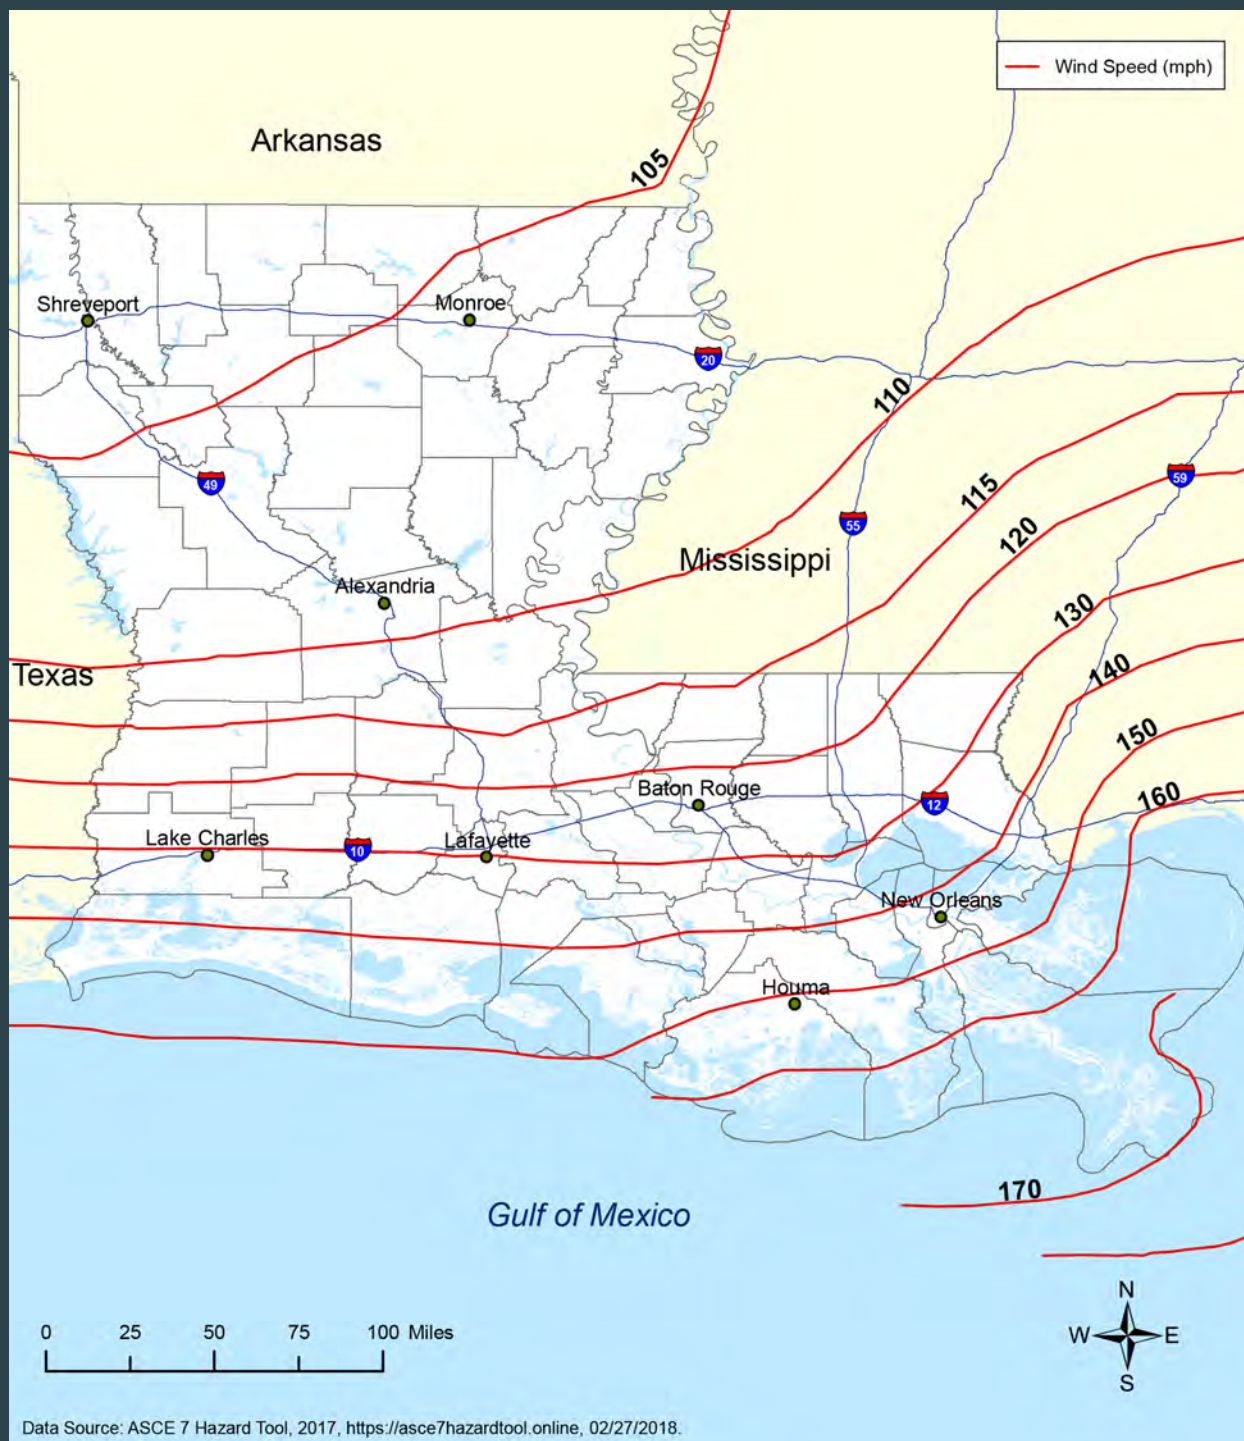 Wind Speed (mph)
Arkansas
105
Shreveport
Monroe
20
110
49
115
59
120
55
Mississippi
Alexandria
130
Texas
140
150
Baton Rouge
160
12
Lake Charles
10
Lafayette
New Orleans
Houma
170
Gulf of Mexico
N
W E
S
0 25 50 75 100 Miles
Data Source: ASCE 7 Hazard Tool, 2017, https://asce7hazardtool.online, 02/27/2018.